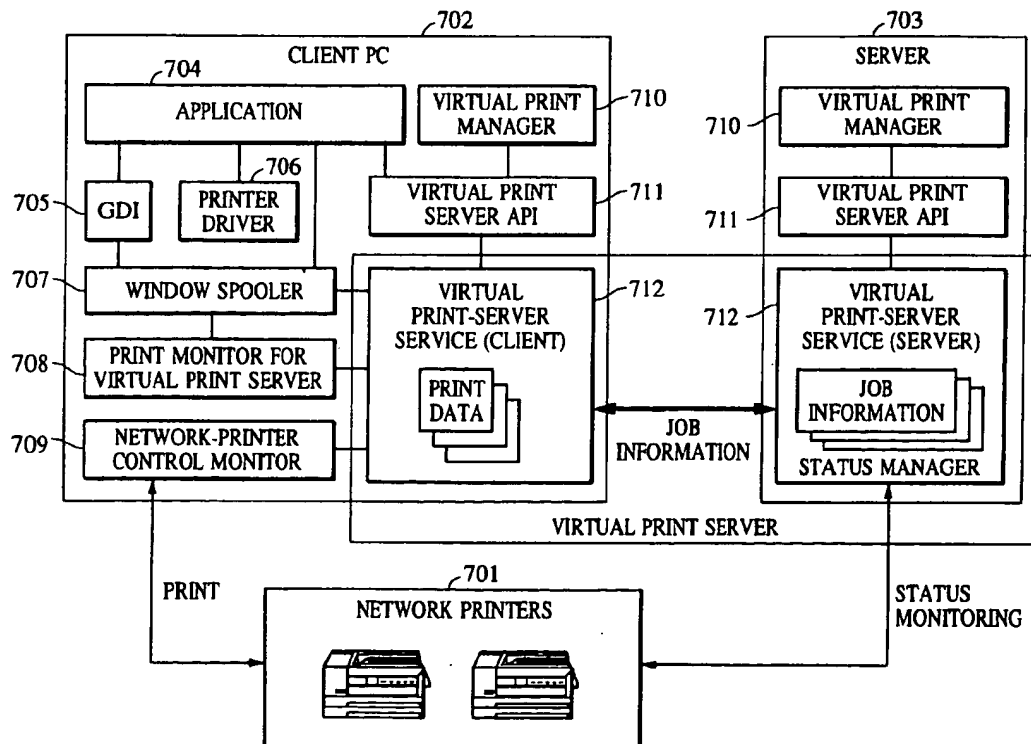 702
703
CLIENT PC
SERVER
704
APPLICATION
VIRTUAL PRINT
MANAGER
710
710
VIRTUAL PRINT
MANAGER
705
GDI
706
PRINTER
DRIVER
VIRTUAL PRINT
SERVER API
711
711
VIRTUAL PRINT
SERVER API
707
WINDOW SPOOLER
VIRTUAL
PRINT-SERVER
SERVICE (CLIENT)
712
712
VIRTUAL
PRINT-SERVER
SERVICE (SERVER)
708
PRINT MONITOR FOR
VIRTUAL PRINT SERVER
PRINT
DATA
JOB
INFORMATION
JOB
INFORMATION
709
NETWORK-PRINTER
CONTROL MONITOR
STATUS MANAGER
VIRTUAL PRINT SERVER
PRINT
701
NETWORK PRINTERS
STATUS
MONITORING